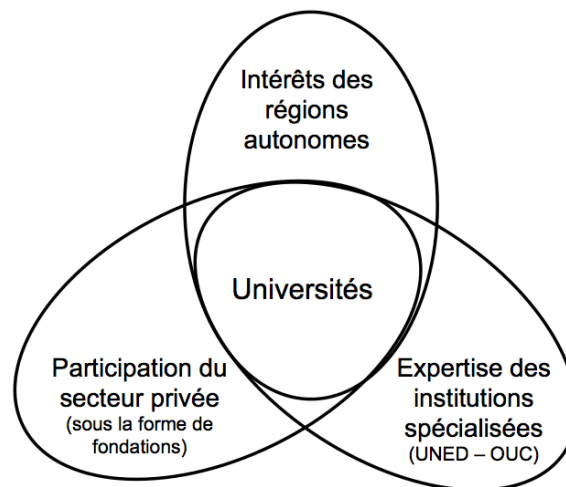 Intérêts des
régions
autonomes
Universités
Participation du
secteur privée
(sous la forme de
fondations)
Expertise des
institutions
spécialisées
(UNED – OUC)